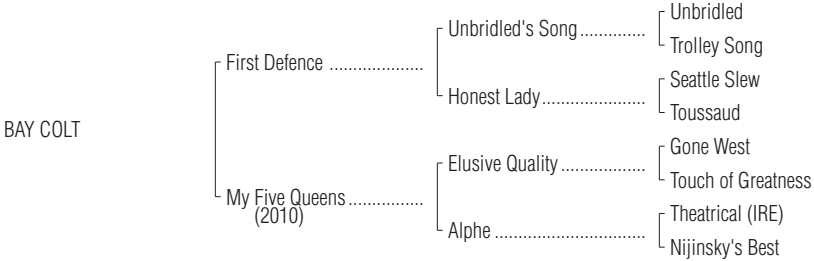 Unbridled
Unbridled's Song..............
Trolley Song
First Defence ....................
Seattle Slew
Honest Lady......................
Toussaud
BAY COLT
Gone West
Elusive Quality ..................
Touch of Greatness
My Five Queens................
(2010)
Theatrical (IRE)
Alphe ................................
Nijinsky's Best